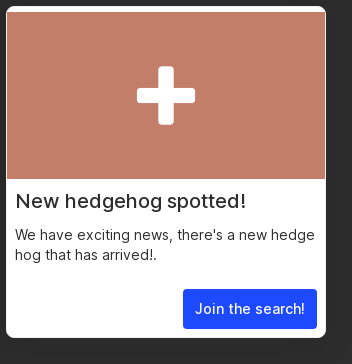 New hedgehog spotted!
We have exciting news, there's a new hedge
hog that has arrived!.
Join the search!